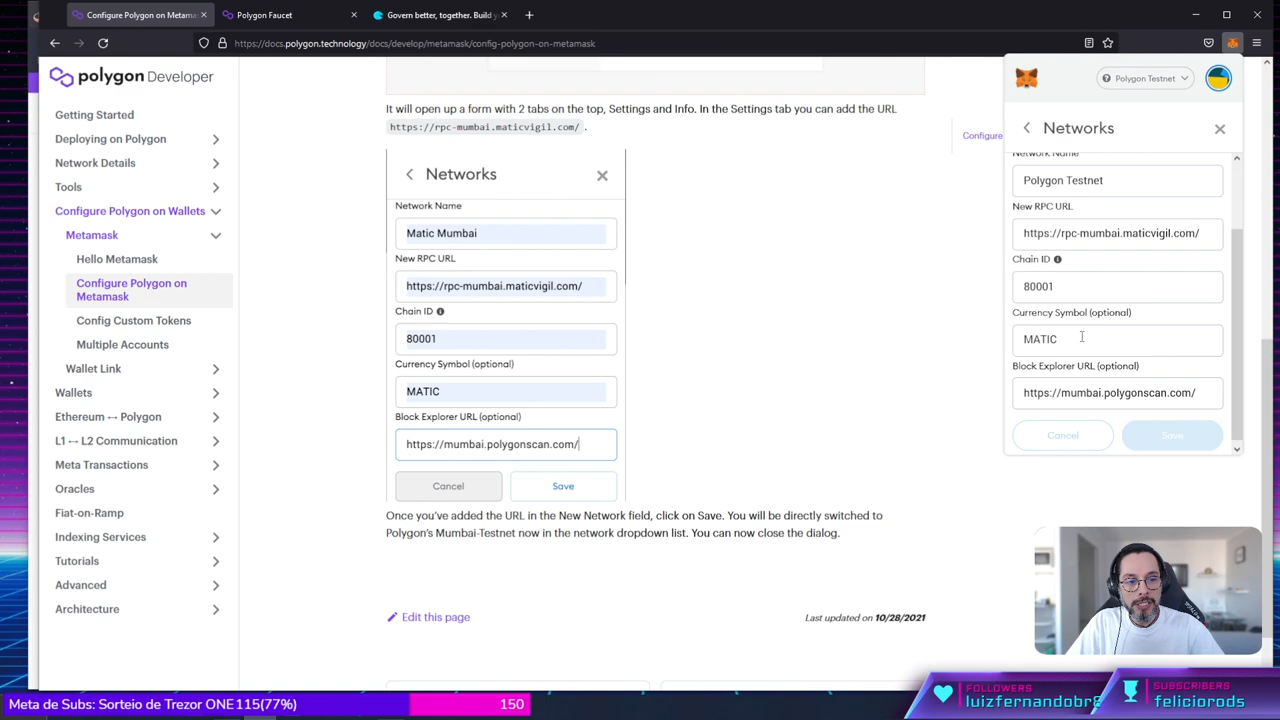 Configure Polygon on Metama
Polygon Faucet
Govern better, together. Build y
https://docs.polygon.technology/docs/develop/metamask/config-polygon-on-metamask
polygon Developer
Getting Started
Deploying on Polygon
Network Details
Tools
Configure Polygon on Wallets
Metamask
Hello Metamask
Configure Polygon on
Metamask
Config Custom Tokens
Multiple Accounts
Wallet Link
Wallets
Ethereum ↔ Polygon
L1 ↔ L2 Communication
Meta Transactions
Oracles
Fiat-on-Ramp
Indexing Services
Tutorials
Advanced
Architecture
It will open up a form with 2 tabs on the top, Settings and Info. In the Settings tab you can add the URL
https://rpc-mumbai.maticvigil.com/ .
Networks
Network Name
Matic Mumbai
New RPC URL
https://rpc-mumbai.maticvigil.com/
Chain ID
80001
Currency Symbol (optional)
MATIC
Block Explorer URL (optional)
https://mumbai.polygonscan.com/
Cancel
Save
Once you've added the URL in the New Network field, click on Save. You will be directly switched to
Polygon's Mumbai-Testnet now in the network dropdown list. You can now close the dialog.
Edit this page
Last updated on 10/28/2021
Configure
Polygon Testnet
Networks
Network Name
Polygon Testnet
New RPC URL
https://rpc-mumbai.maticvigil.com/
Chain ID
80001
Currency Symbol (optional)
MATIC
Block Explorer URL (optional)
https://mumbai.polygonscan.com/
Cancel
Save
Meta de Subs: Sorteio de Trezor ONE 115(77%)
150
FOLLOWERS
luizfernandobr8
SUBSCRIBERS
feliciorods